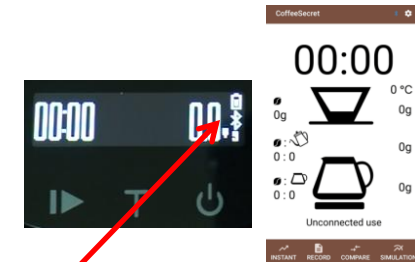 00:00 0.0
T
CoffeeSecret
00:00
0 °C
0g
0g
: 0g
0 : 0
: 0g
0 : 0
Unconnected use
INSTANT RECORD COMPARE SIMULATION